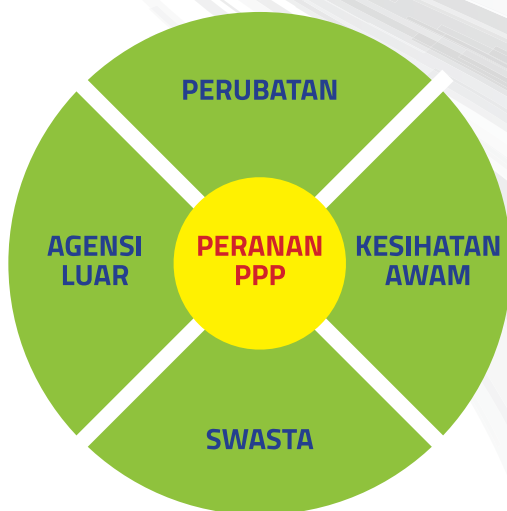 PERUBATAN
AGENSI
LUAR
PERANAN
PPP
KESIHATAN
AWAM
SWASTA